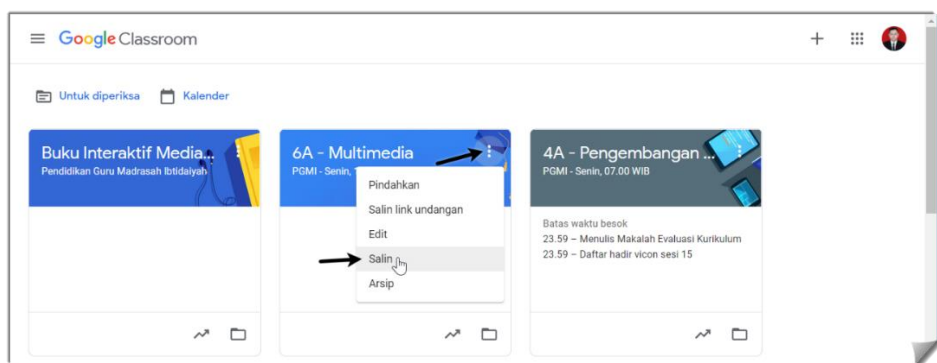 Google Classroom
Untuk diperiksa
Kalender
Buku Interaktif Media...
Pendidikan Guru Madrasah Ibtidaiyah
6A - Multimedia
PGMI - Senin,
4A - Pengembangan ...
PGMI - Senin, 07.00 WIB
Pindahkan
Salin link undangan
Edit
Salin
Arsip
Batas waktu besok
23.59 – Menulis Makalah Evaluasi Kurikulum
23.59 – Daftar hadir vicon sesi 15